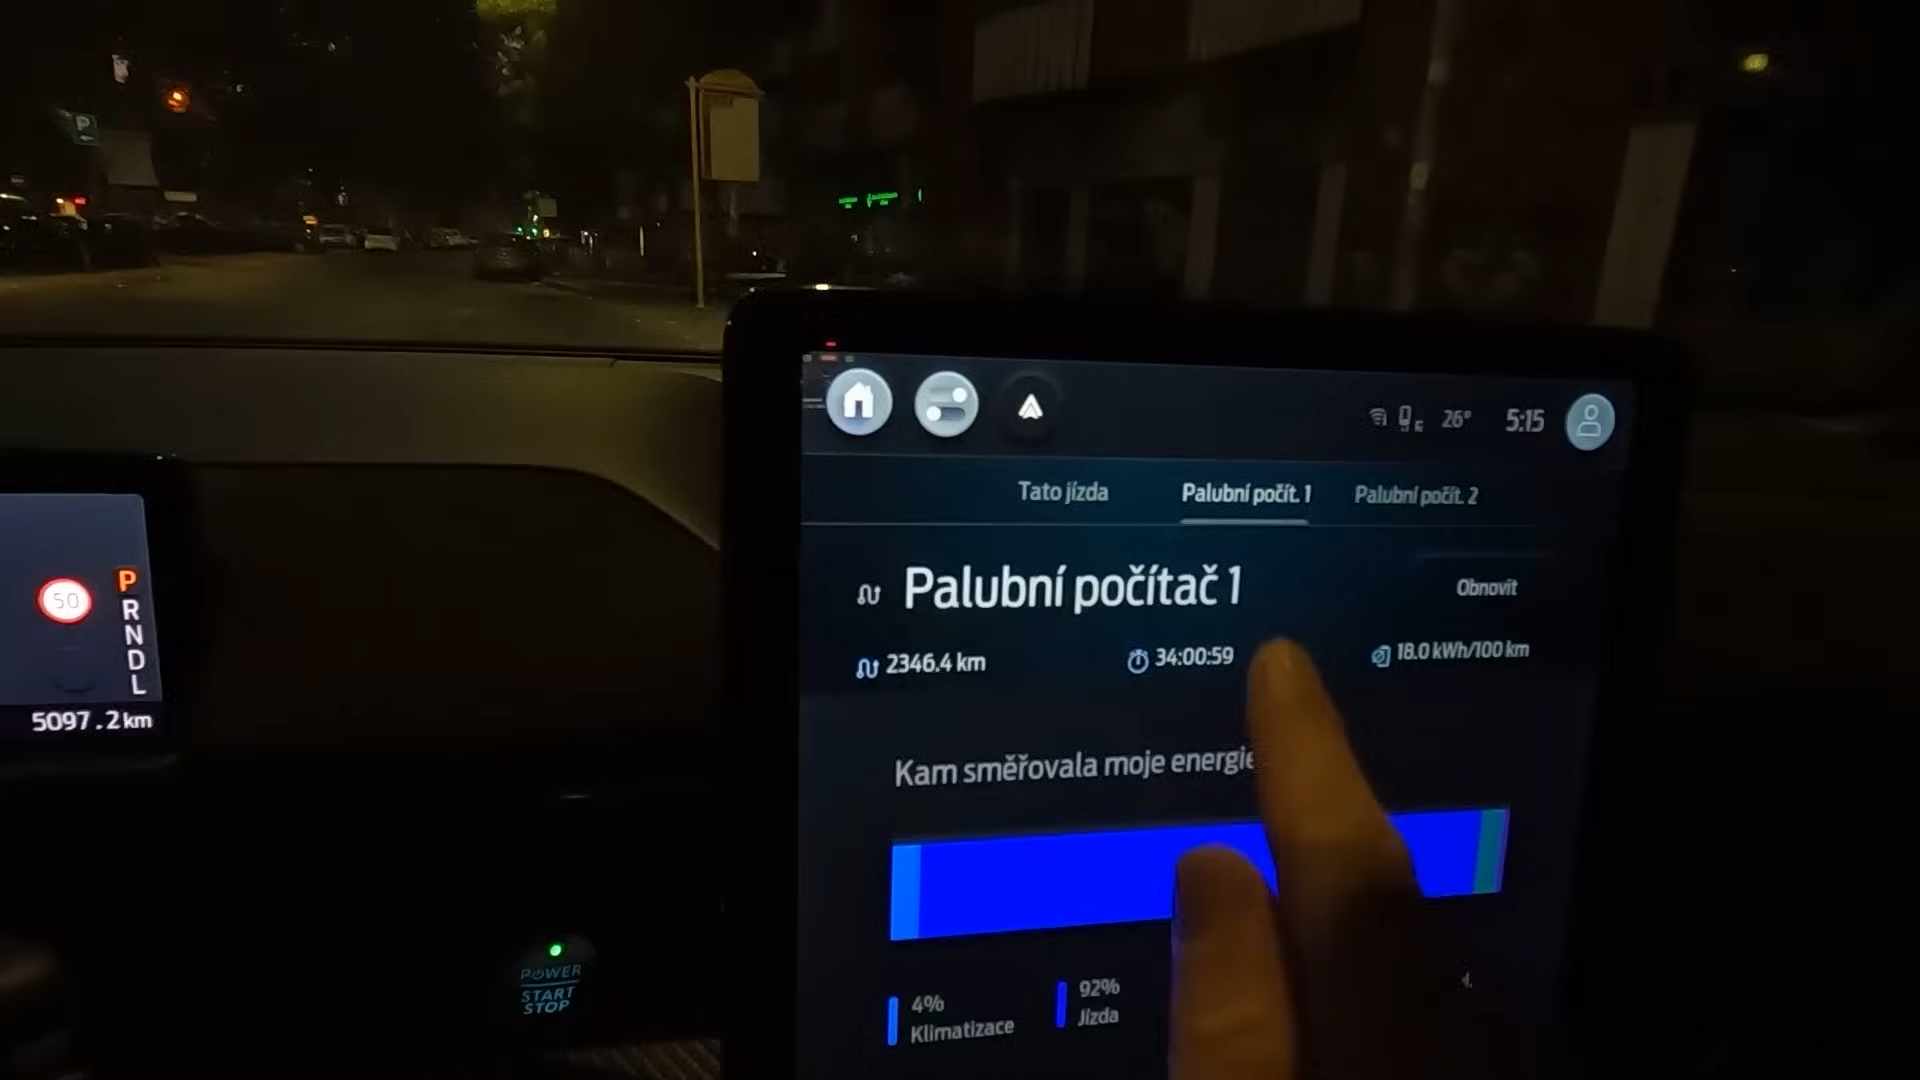 P
5:15
26°
Tato jízda
Palubní počít. 1
Palubní počít. 2
Palubní počítač 1
Obnovit
2346.4 km
34:00:59
18.0 kWh/100 km
Kam směřovala moje energie
4%
Klimatizace
92%
Jízda
50
P
R
N
D
L
5097.2 km
POWER
START
STOP